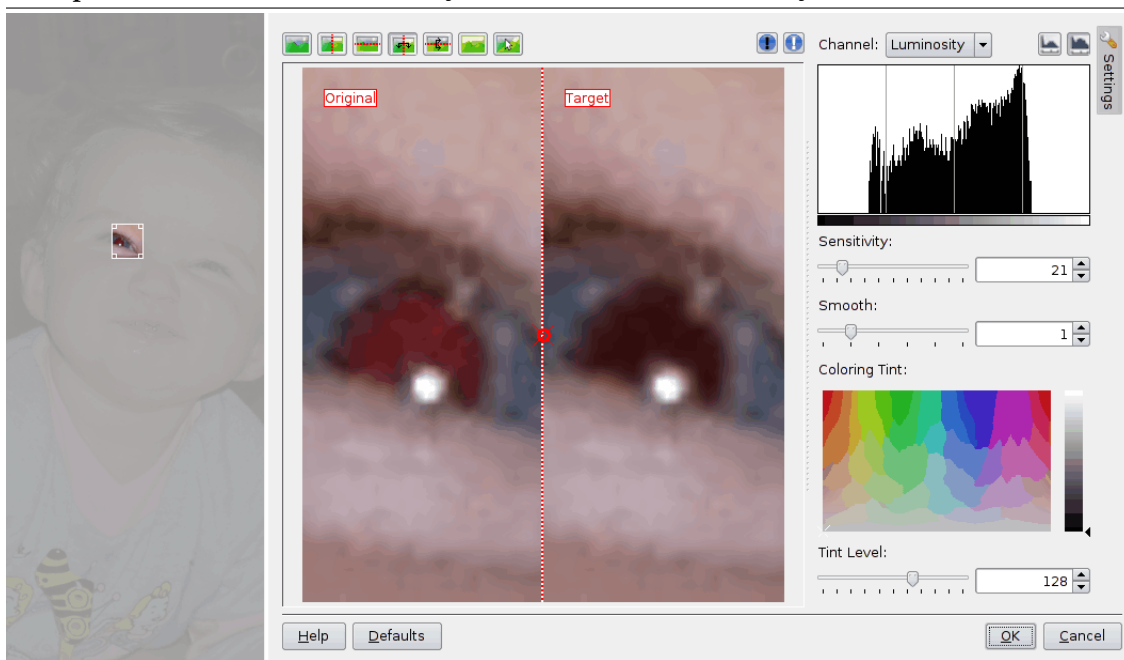 Original
Target
Channel: Luminosity
Settings
Sensitivity:
21
Smooth:
1
Coloring Tint:
Tint Level:
128
Help Defaults OK Cancel